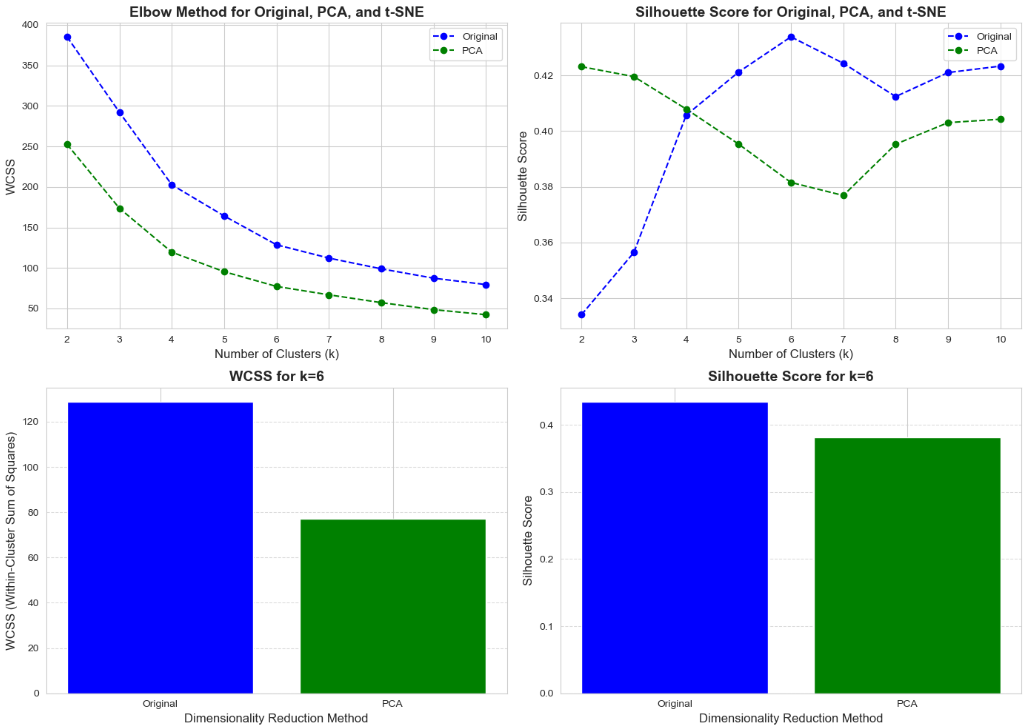 Elbow Method for Original, PCA, and t-SNE
400
350
300
250
200
150
100
50
WCSS
2 3 4 5 6 7 8 9 10
Number of Clusters (k)
Original
PCA
Silhouette Score for Original, PCA, and t-SNE
0.42
0.40
0.38
0.36
0.34
Silhouette Score
2 3 4 5 6 7 8 9 10
Number of Clusters (k)
Original
PCA
WCSS for k=6
120
100
80
60
40
20
0
WCSS (Within-Cluster Sum of Squares)
Original PCA
Dimensionality Reduction Method
Silhouette Score for k=6
0.4
0.3
0.2
0.1
0.0
Silhouette Score
Original PCA
Dimensionality Reduction Method